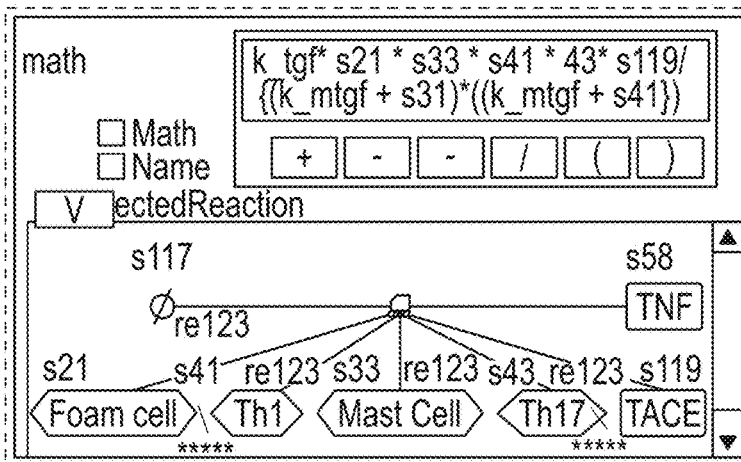 math
k_tgf* s21 * s33 * s41 * 43* s119/
{(k_mtgf + s31)*((k_mtgf + s41})
Math
Name
+ - - / ( )
V ectedReaction
s117 s58
Ø TNF
re123
s21 s41 re123 s33 re123 s43 re123 s119
Foam cell Th1 Mast Cell Th17 TACE
***** *****